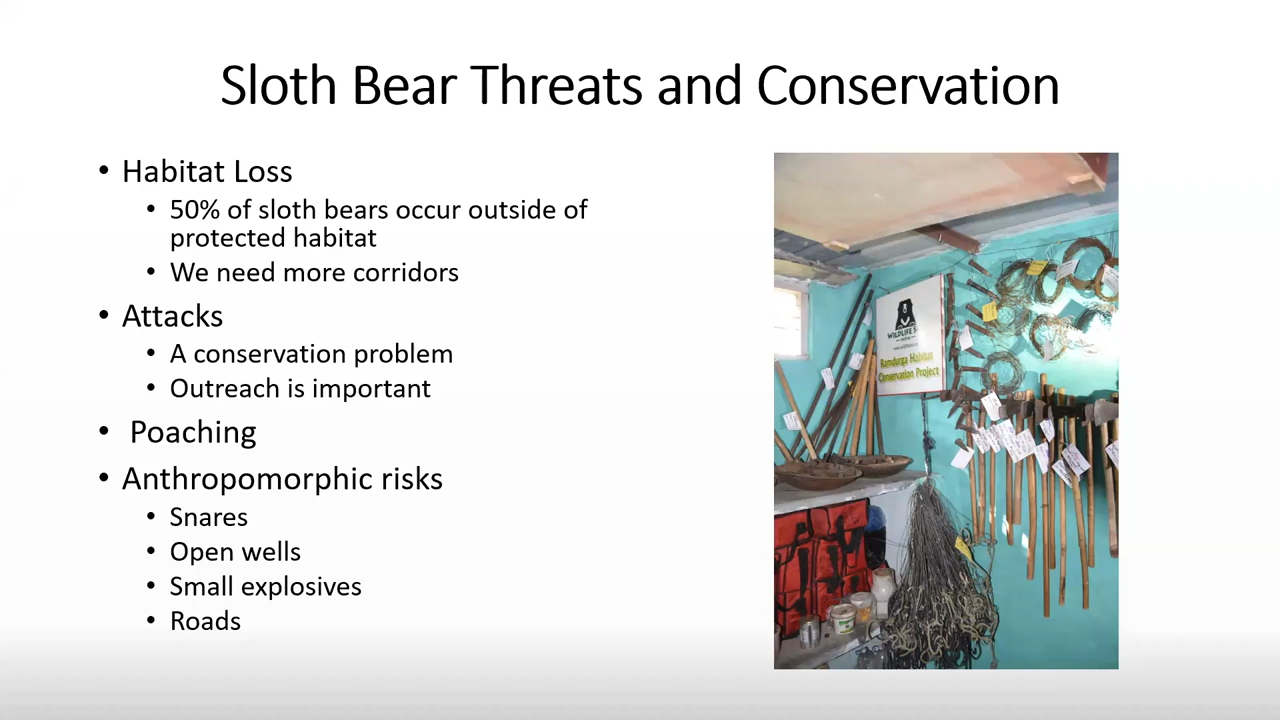 Sloth Bear Threats and Conservation
• Habitat Loss
• 50% of sloth bears occur outside of
protected habitat
• We need more corridors
• Attacks
• A conservation problem
• Outreach is important
• Poaching
• Anthropomorphic risks
• Snares
• Open wells
• Small explosives
• Roads
WILDLIFE
Ramdurga Habitat
Conservation Project